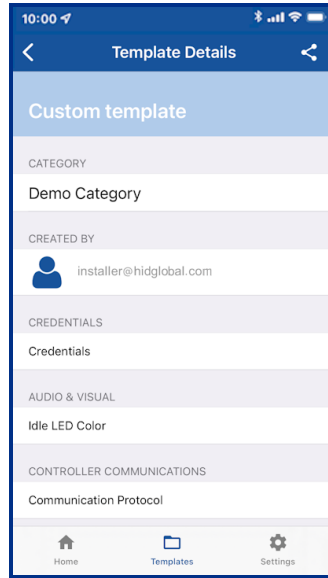 10:00
Template Details
Custom template
CATEGORY
Demo Category
CREATED BY
installer@hidglobal.com
CREDENTIALS
Credentials
AUDIO & VISUAL
Idle LED Color
CONTROLLER COMMUNICATIONS
Communication Protocol
Home Templates Settings